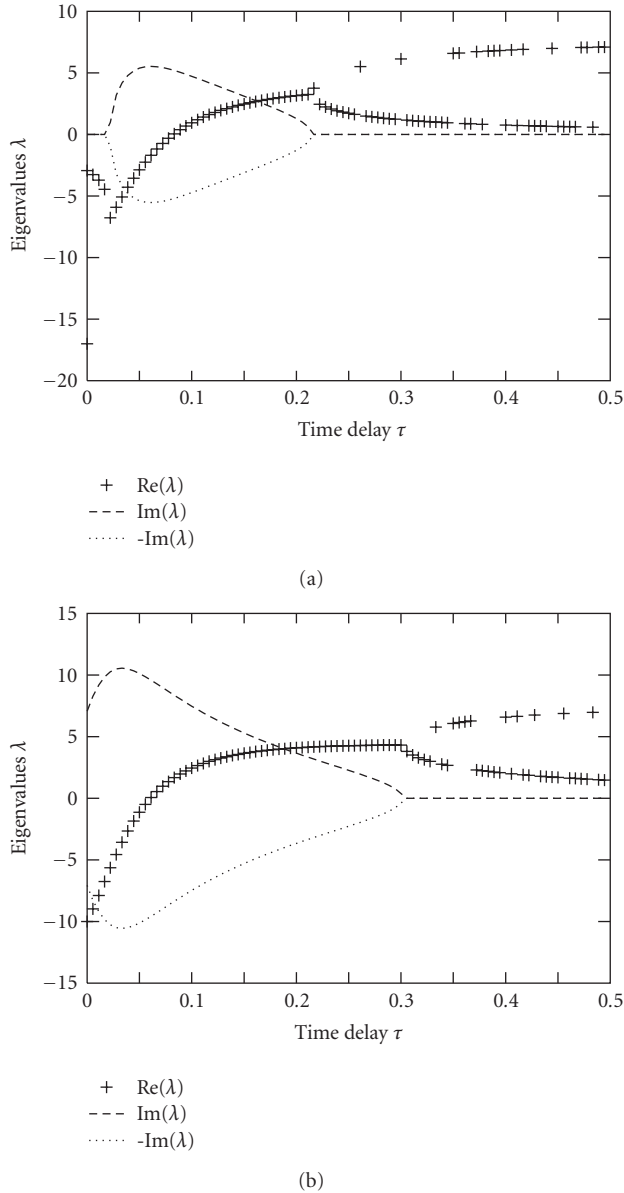 10
5
0
−5
−10
−15
−20
Eigenvalues λ
0
0.1
0.2
0.3
0.4
0.5
Time delay τ
Re(λ)
Im(λ)
-Im(λ)
(a)
15
10
5
0
−5
−10
−15
Eigenvalues λ
0
0.1
0.2
0.3
0.4
0.5
Time delay τ
Re(λ)
Im(λ)
-Im(λ)
(b)